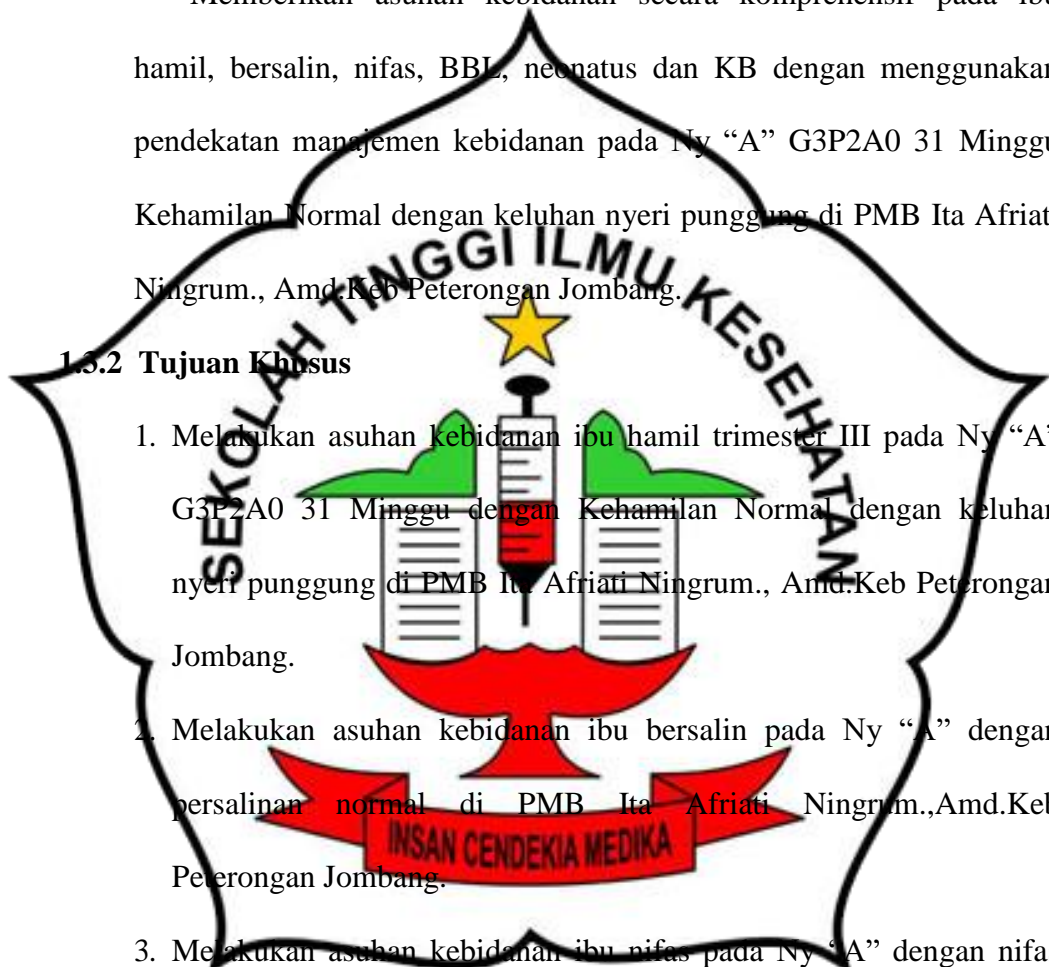 Memberikan asuhan kebidanan secara komprehensif pada ibu
hamil, bersalin, nifas, BBL, neonatus dan KB dengan menggunakan
pendekatan manajemen kebidanan pada Ny “A” G3P2A0 31 Minggu
Kehamilan Normal dengan keluhan nyeri punggung di PMB Ita Afriati
Ningrum., Amd.Keb Peterongan Jombang.
1.3.2 Tujuan Khusus
1. Melakukan asuhan kebidanan ibu hamil trimester III pada Ny “A”
G3P2A0 31 Minggu dengan Kehamilan Normal dengan keluhan
nyeri punggung di PMB Ita Afriati Ningrum., Amd.Keb Peterongan
Jombang.
2. Melakukan asuhan kebidanan ibu bersalin pada Ny “A” dengan
persalinan normal di PMB Ita Afriati Ningrum.,Amd.Keb
Peterongan Jombang.
3. Melakukan asuhan kebidanan ibu nifas pada Ny “A” dengan nifa
SEKOLAH TINGGI ILMU KESEHATAN
INSAN CENDEKIA MEDIKA